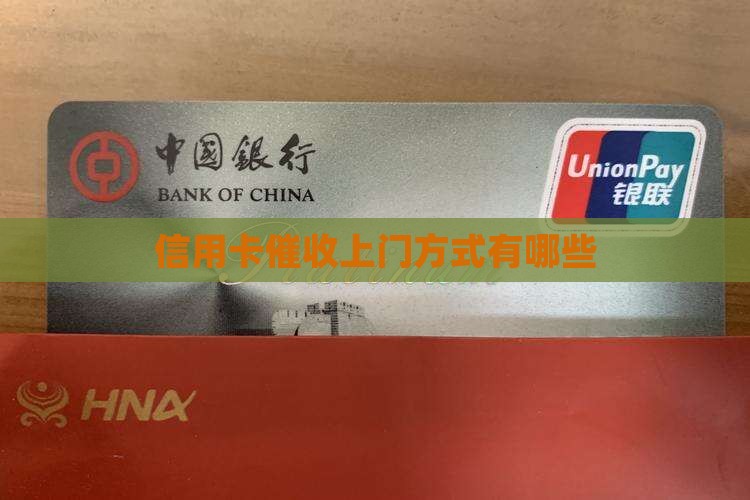 中国銀行
BANK OF CHINA
UnionPay
银联
信用卡催收上门方式有哪些
HNA